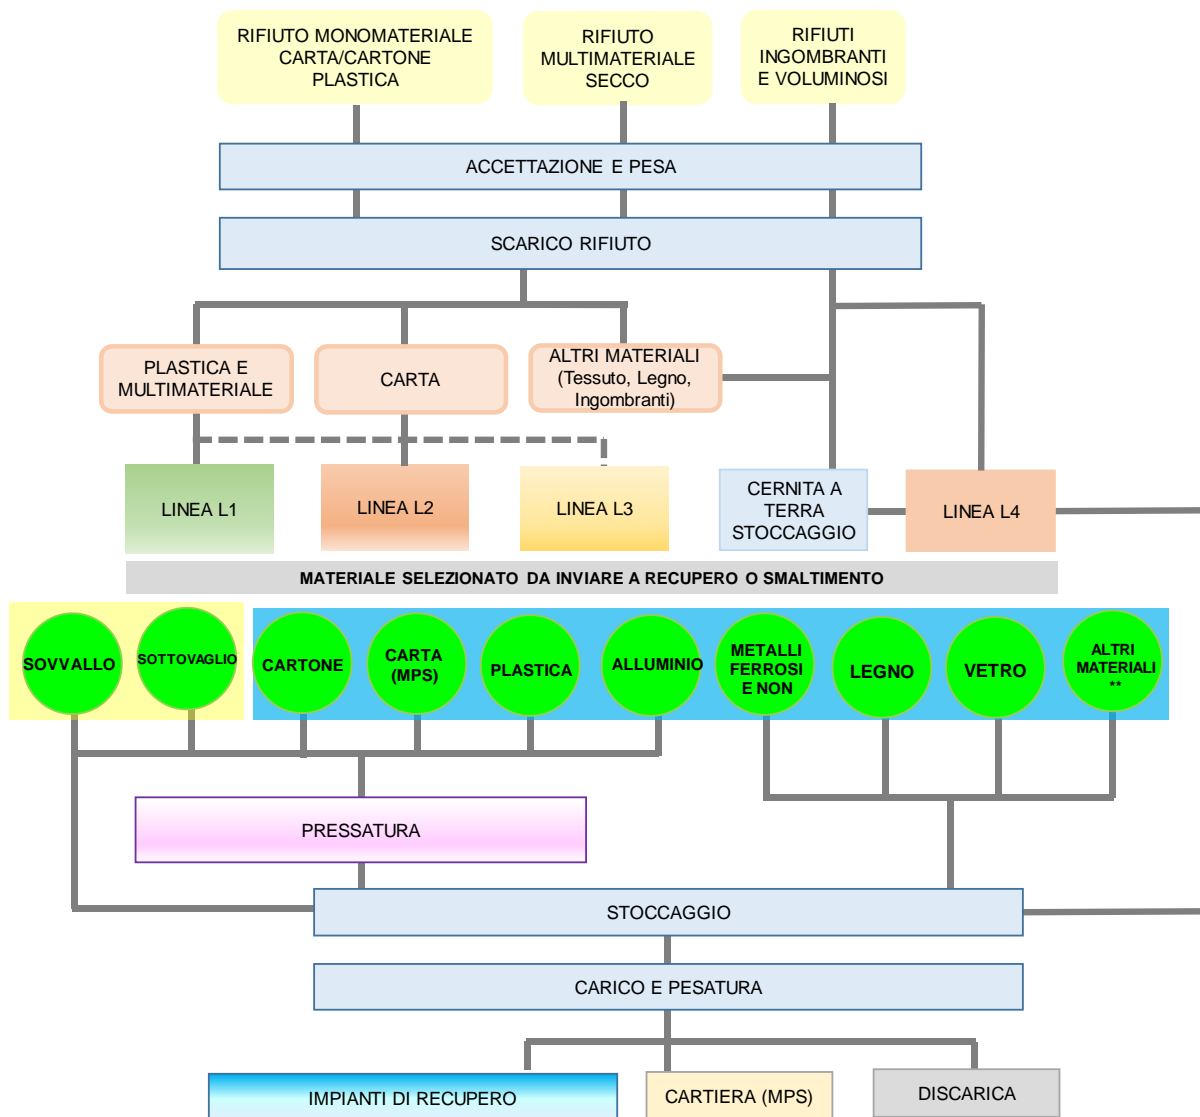 RIFIUTO MONOMATERIALE
CARTA/CARTONE
PLASTICA
RIFIUTO
MULTIMATERIALE
SECCO
RIFIUTI
INGOMBRANTI
E VOLUMINOSI
ACCETTAZIONE E PESA
SCARICO RIFIUTO
PLASTICA E
MULTIMATERIALE
CARTA
ALTRI MATERIALI
(Tessuto, Legno,
Ingombranti)
LINEA L1
LINEA L2
LINEA L3
CERNITA A
TERRA
STOCCAGGIO
LINEA L4
MATERIALE SELEZIONATO DA INVIARE A RECUPERO O SMALTIMENTO
SOVVALLO
SOTTOVAGLIO
CARTONE
CARTA
(MPS)
PLASTICA
ALLUMINIO
METALLI
FERROSI
E NON
LEGNO
VETRO
ALTRI
MATERIALI
**
PRESSATURA
STOCCAGGIO
CARICO E PESATURA
IMPIANTI DI RECUPERO
CARTIERA (MPS)
DISCARICA